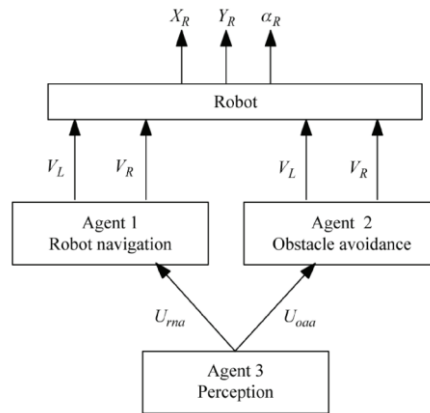 X_R Y_R α_R
Robot
V_L V_R V_L V_R
Agent 1 Agent 2
Robot navigation Obstacle avoidance
U_rna U_oaa
Agent 3
Perception